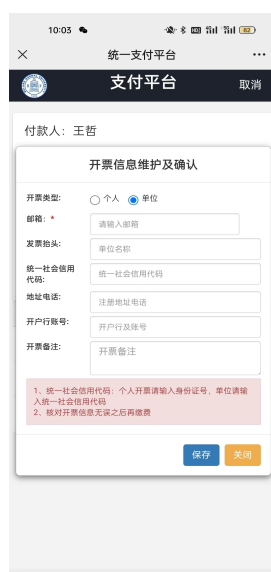 10:03
62
统一支付平台
支付平台 取消
付款人：王哲
开票信息维护及确认
开票类型： 个人 单位
邮箱：* 请输入邮箱
发票抬头： 单位名称
统一社会信用代码： 统一社会信用代码
地址电话： 注册地址电话
开户行账号： 开户行及账号
开票备注： 开票备注
1、统一社会信用代码：个人开票请输入身份证号，单位请输
入统一社会信用代码
2、核对开票信息无误之后再缴费
保存 关闭